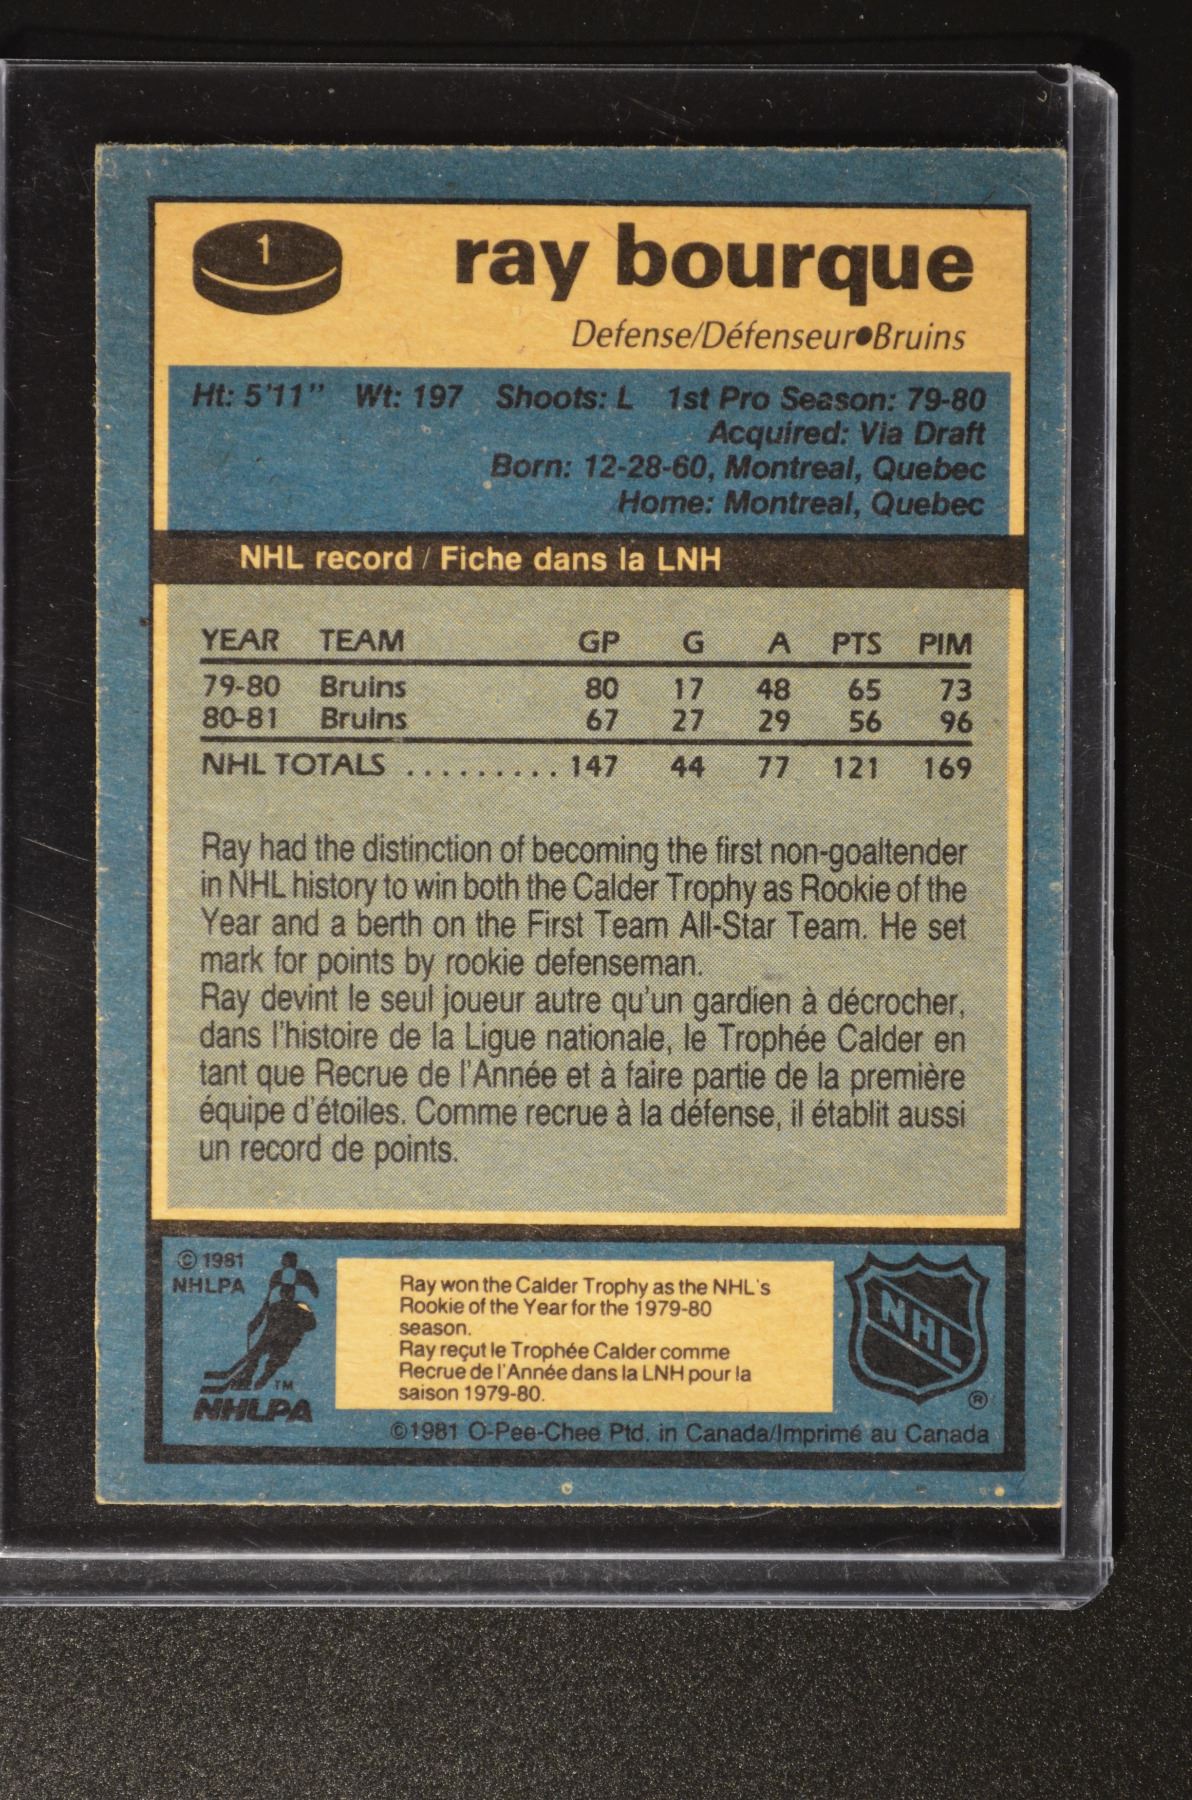 1
ray bourque
Defense/Défenseur●Bruins
Ht: 5'11" Wt: 197 Shoots: L 1st Pro Season: 79-80
Acquired: Via Draft
Born: 12-28-60, Montreal, Quebec
Home: Montreal, Quebec
NHL record / Fiche dans la LNH
YEAR TEAM GP G A PTS PIM
79-80 Bruins 80 17 48 65 73
80-81 Bruins 67 27 29 56 96
NHL TOTALS ......... 147 44 77 121 169
Ray had the distinction of becoming the first non-goaltender
in NHL history to win both the Calder Trophy as Rookie of the
Year and a berth on the First Team All-Star Team. He set
mark for points by rookie defenseman.
Ray devint le seul joueur autre qu'un gardien à décrocher,
dans l'histoire de la Ligue nationale, le Trophée Calder en
tant que Recrue de l'Année et à faire partie de la première
équipe d'étoiles. Comme recrue à la défense, il établit aussi
un record de points.
© 1981
NHLPA
TM
NHLPA
Ray won the Calder Trophy as the NHL's
Rookie of the Year for the 1979-80
season.
Ray reçut le Trophée Calder comme
Recrue de l'Année dans la LNH pour la
saison 1979-80.
NHL
®
©1981 O-Pee-Chee Ptd. in Canada/Imprimé au Canada